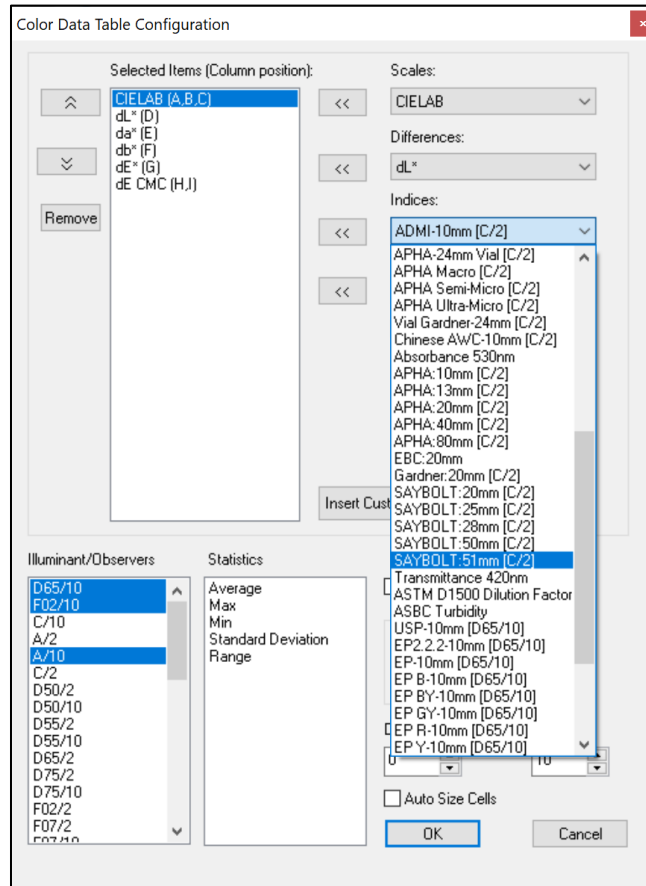 Color Data Table Configuration
Selected Items (Column position):
Scales:
CIELAB (A,B,C)
dL* (D)
da* (E)
db* (F)
dE* (G)
dE CMC (H,I)
<<
CIELAB
Differences:
<<
dL*
Remove
Indices:
<<
ADMI-10mm [C/2]
<<
APHA-24mm Vial [C/2]
APHA Macro [C/2]
APHA Semi-Micro [C/2]
APHA Ultra-Micro [C/2]
Vial Gardner-24mm [C/2]
Chinese AWC-10mm [C/2]
Absorbance 530nm
APHA:10mm [C/2]
APHA:13mm [C/2]
APHA:20mm [C/2]
APHA:40mm [C/2]
APHA:80mm [C/2]
EBC:20mm
Gardner:20mm [C/2]
SAYBOLT:20mm [C/2]
SAYBOLT:25mm [C/2]
SAYBOLT:28mm [C/2]
SAYBOLT:50mm [C/2]
SAYBOLT:51mm [C/2]
Transmittance 420nm
ASTM D1500 Dilution Factor
ASBC Turbidity
USP-10mm [D65/10]
EP2.2.2-10mm [D65/10]
EP-10mm [D65/10]
EP B-10mm [D65/10]
EP BY-10mm [D65/10]
EP GY-10mm [D65/10]
EP R-10mm [D65/10]
EP Y-10mm [D65/10]
Insert Cust
Illuminant/Observers
D65/10
F02/10
C/10
A/2
A/10
C/2
D50/2
D50/10
D55/2
D55/10
D65/2
D75/2
D75/10
F02/2
F07/2
F07/10
Statistics
Average
Max
Min
Standard Deviation
Range
0
10
Auto Size Cells
OK
Cancel